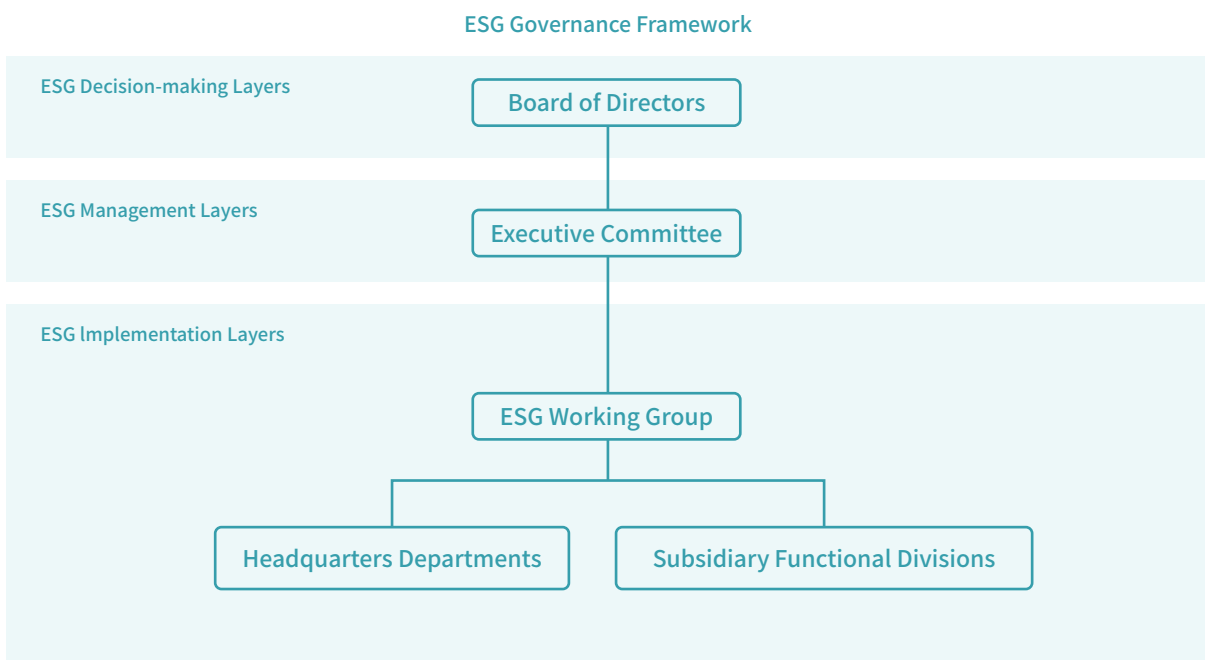 ESG Governance Framework
ESG Decision-making Layers
Board of Directors
ESG Management Layers
Executive Committee
ESG lmplementation Layers
ESG Working Group
Headquarters Departments
Subsidiary Functional Divisions